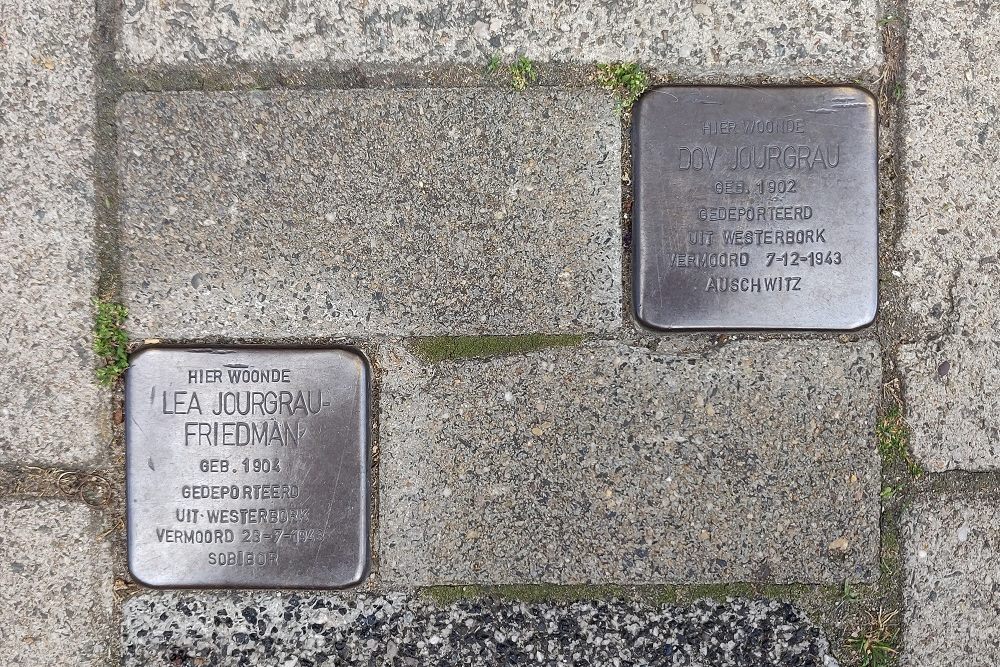 HIER WOONDE
DOV JOURGRAU
GEB. 1902
GEDEPORTEERD
UIT WESTERBORK
VERMOORD 7-12-1943
AUSCHWITZ
HIER WOONDE
LEA JOURGRAU-
FRIEDMAN
GEB. 1904
GEDEPORTEERD
UIT WESTERBORK
VERMOORD 23-7-1943
SOBIBOR